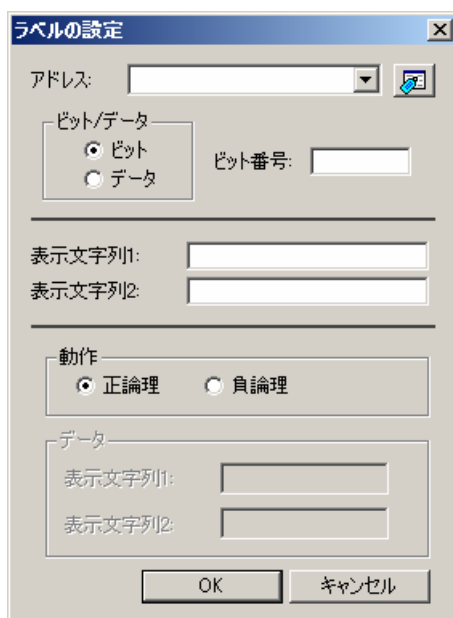 ラベルの設定
アドレス:
ビット/データ
ビット
データ
ビット番号:
表示文字列1:
表示文字列2:
動作
正論理 負論理
データ
表示文字列1:
表示文字列2:
OK キャンセル